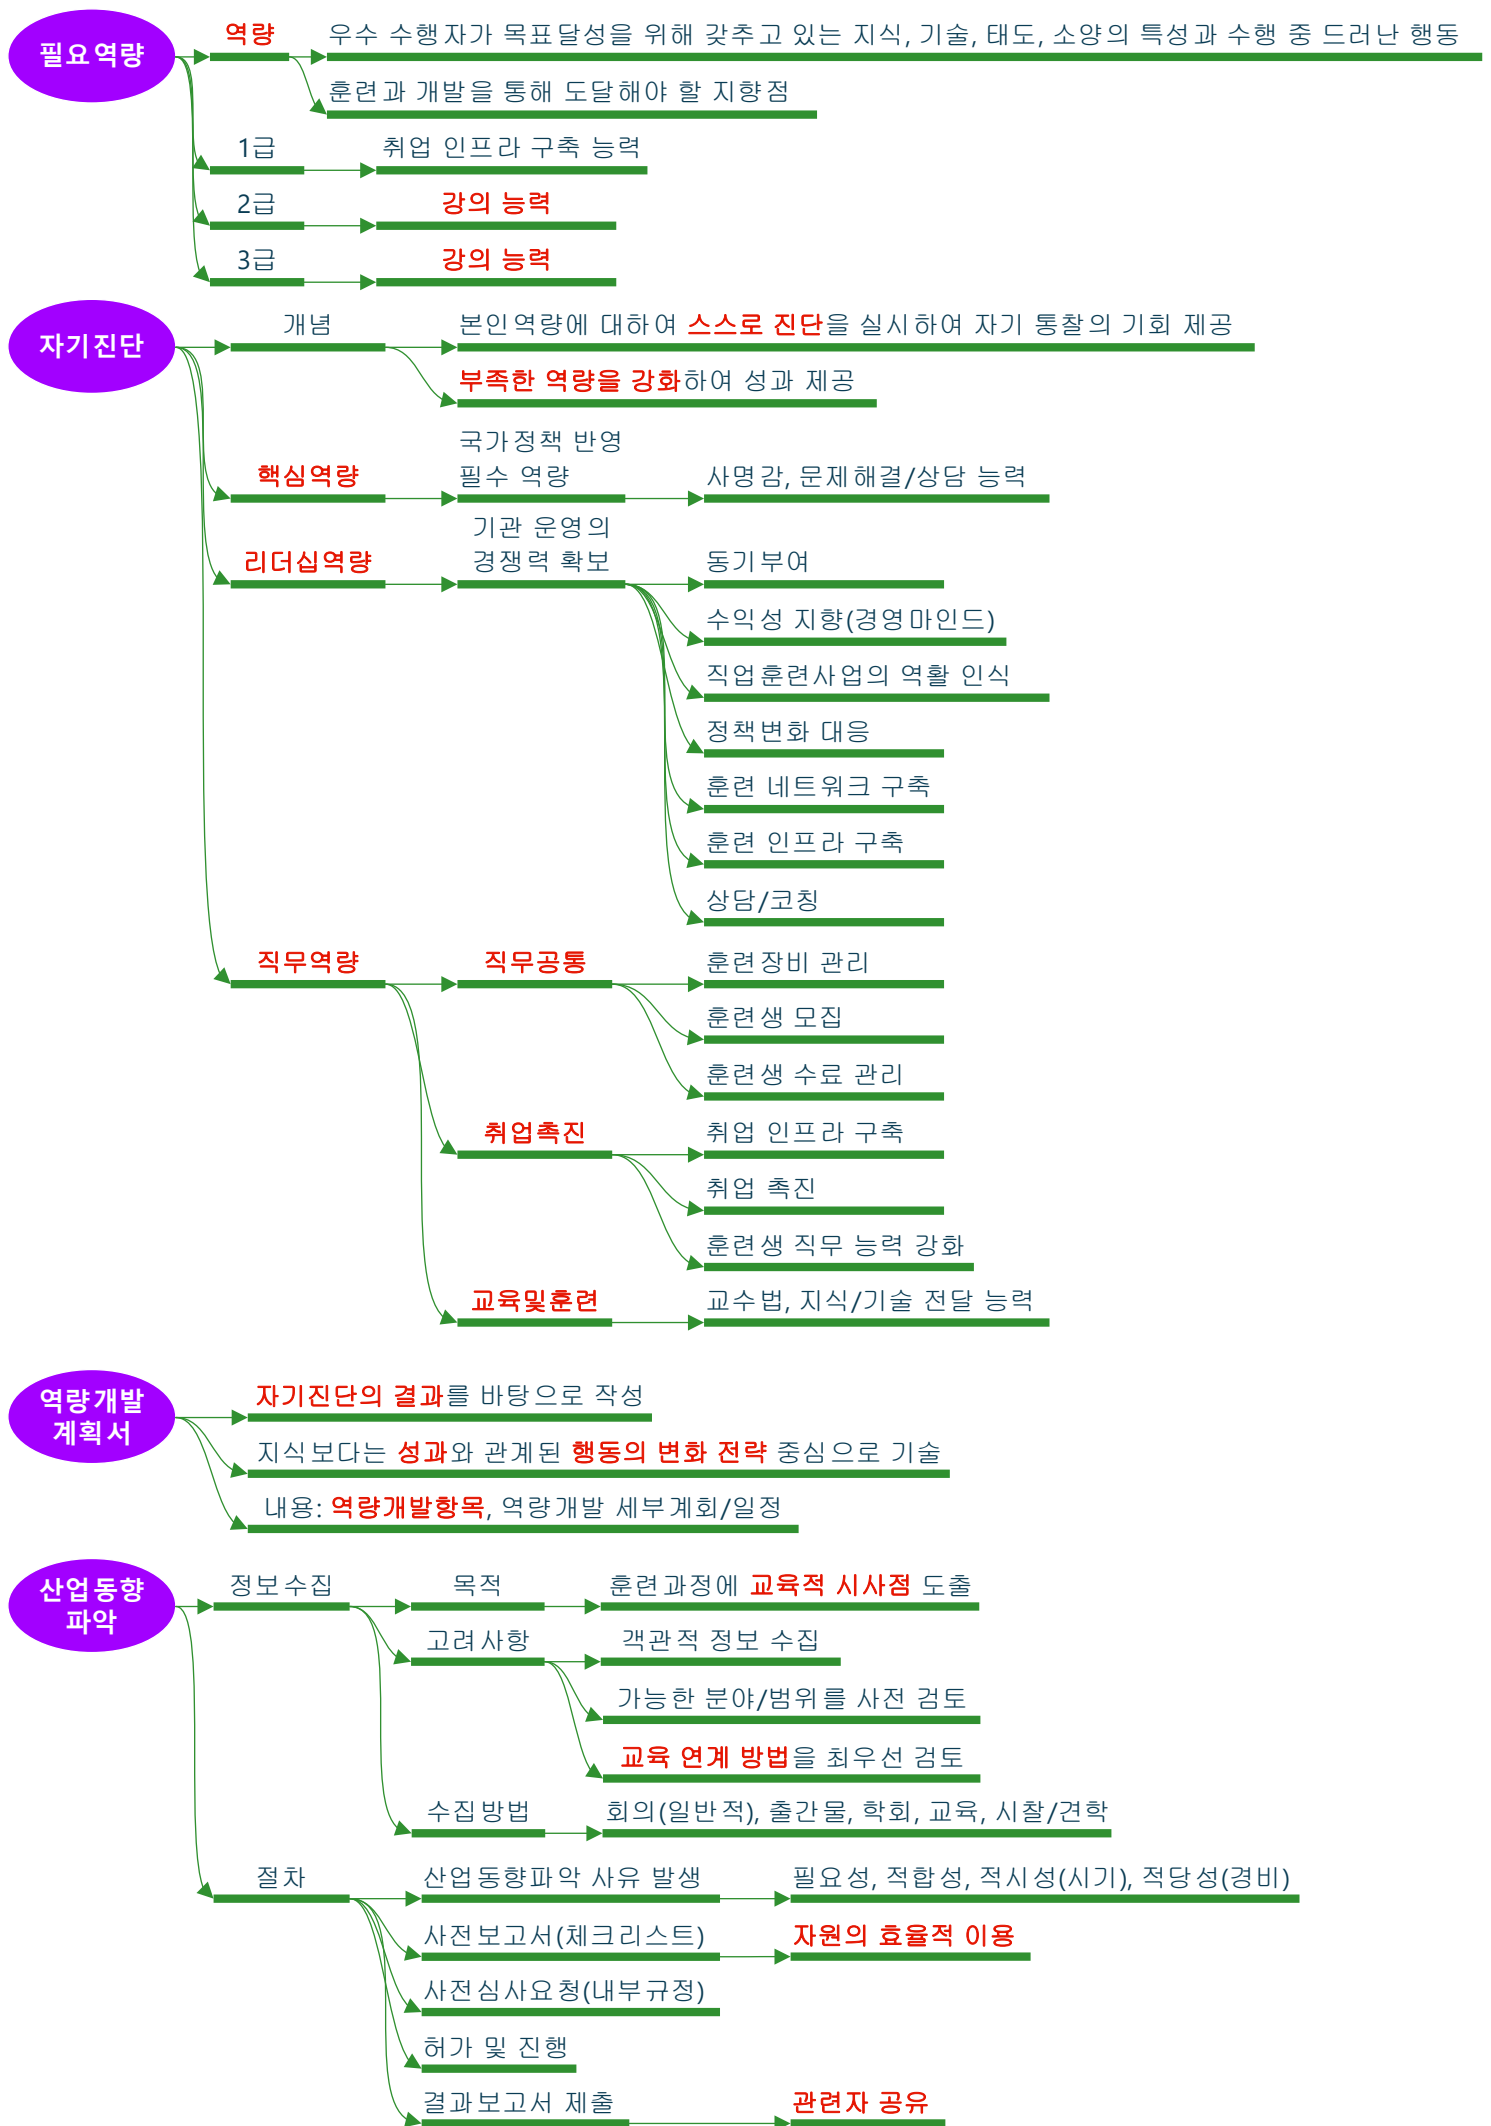 필요역량
역량
우수 수행자가 목표달성을 위해 갖추고 있는 지식, 기술, 태도, 소양의 특성과 수행 중 드러난 행동
훈련과 개발을 통해 도달해야 할 지향점
1급
취업 인프라 구축 능력
2급
강의 능력
3급
강의 능력
자기진단
개념
본인역량에 대하여 스스로 진단을 실시하여 자기 통찰의 기회 제공
부족한 역량을 강화하여 성과 제공
핵심역량
국가정책 반영
필수 역량
사명감, 문제해결/상담 능력
리더십역량
기관 운영의
경쟁력 확보
동기부여
수익성 지향(경영마인드)
직업훈련사업의 역활 인식
정책변화 대응
훈련 네트워크 구축
훈련 인프라 구축
상담/코칭
직무역량
직무공통
훈련장비 관리
훈련생 모집
훈련생 수료 관리
취업촉진
취업 인프라 구축
취업 촉진
훈련생 직무 능력 강화
교육및훈련
교수법, 지식/기술 전달 능력
역량개발
계획서
자기진단의 결과를 바탕으로 작성
지식보다는 성과와 관계된 행동의 변화 전략 중심으로 기술
내용: 역량개발항목, 역량개발 세부계회/일정
산업동향
파악
정보수집
목적
훈련과정에 교육적 시사점 도출
고려사항
객관적 정보 수집
가능한 분야/범위를 사전 검토
교육 연계 방법을 최우선 검토
수집방법
회의(일반적), 출간물, 학회, 교육, 시찰/견학
절차
산업동향파악 사유 발생
필요성, 적합성, 적시성(시기), 적당성(경비)
사전보고서(체크리스트)
자원의 효율적 이용
사전심사요청(내부규정)
허가 및 진행
결과보고서 제출
관련자 공유